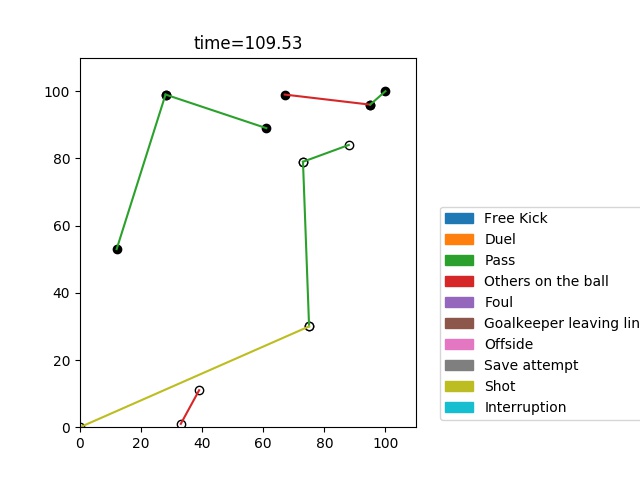 time=109.53
100
80
60
40
20
0
0 20 40 60 80 100
Free Kick
Duel
Pass
Others on the ball
Foul
Goalkeeper leaving lin
Offside
Save attempt
Shot
Interruption